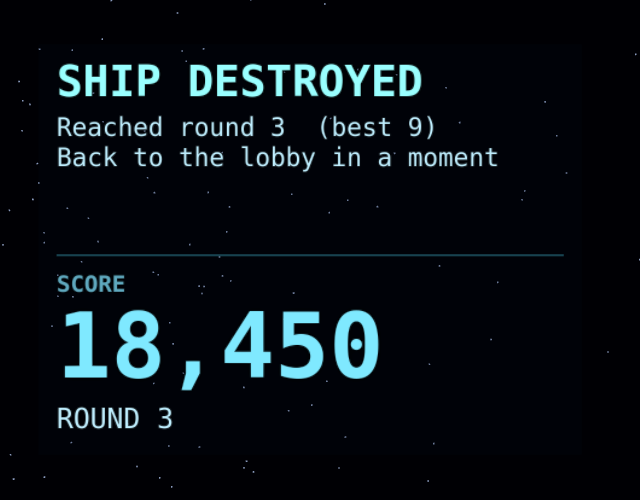 SHIP DESTROYED
Reached round 3  (best 9)
Back to the lobby in a moment
SCORE
18,450
ROUND 3